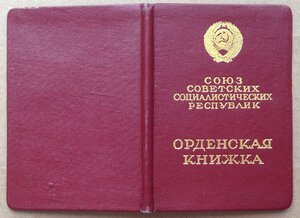 СОЮЗ
СОВЕТСКИХ
СОЦИАЛИСТИЧЕСКИХ
РЕСПУБЛИК
ОРДЕНСКАЯ
КНИЖКА